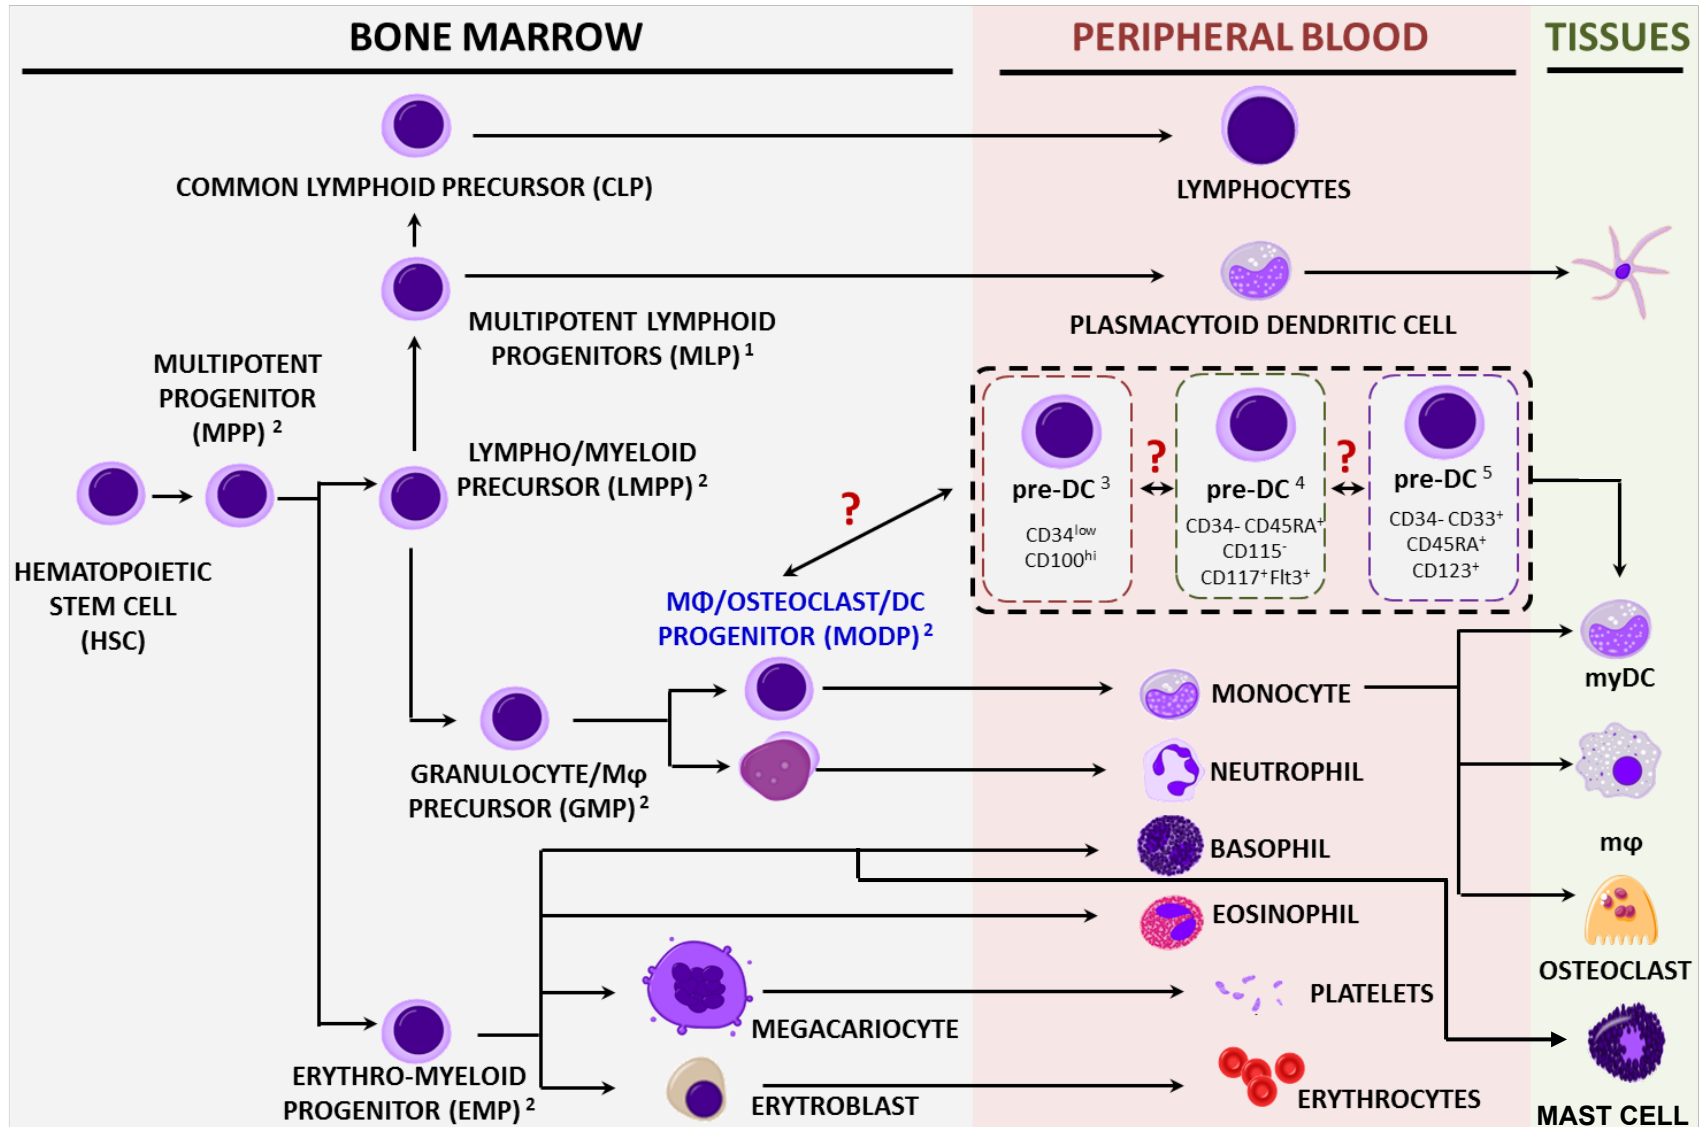 BONE MARROW
PERIPHERAL BLOOD
TISSUES
COMMON LYMPHOID PRECURSOR (CLP)
LYMPHOCYTES
MULTIPOTENT LYMPHOID
PROGENITORS (MLP) 1
PLASMACYTOID DENDRITIC CELL
MULTIPOTENT
PROGENITOR
(MPP) 2
LYMPHO/MYELOID
PRECURSOR (LMPP) 2
HEMATOPOIETIC
STEM CELL
(HSC)
?
?
?
pre-DC 3
CD34low
CD100hi
pre-DC 4
CD34- CD45RA+
CD115-
CD117+Flt3+
pre-DC 5
CD34- CD33+
CD45RA+
CD123+
MΦ/OSTEOCLAST/DC
PROGENITOR (MODP) 2
GRANULOCYTE/Mφ
PRECURSOR (GMP) 2
MONOCYTE
myDC
NEUTROPHIL
mφ
BASOPHIL
EOSINOPHIL
OSTEOCLAST
MEGACARIOCYTE
PLATELETS
ERYTHRO-MYELOID
PROGENITOR (EMP) 2
ERYTROBLAST
ERYTHROCYTES
MAST CELL